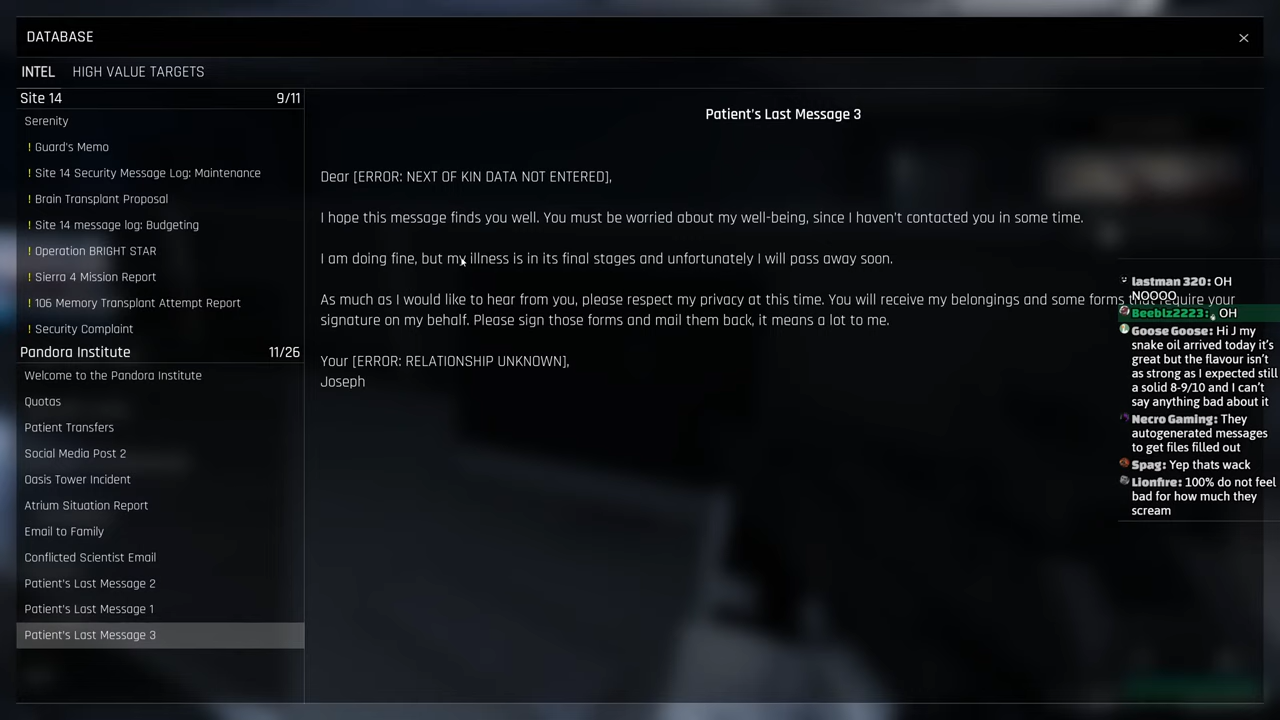 DATABASE
INTEL HIGH VALUE TARGETS
Site 14 9/11
Serenity
! Guard's Memo
! Site 14 Security Message Log: Maintenance
! Brain Transplant Proposal
! Site 14 message log: Budgeting
! Operation BRIGHT STAR
! Sierra 4 Mission Report
! 106 Memory Transplant Attempt Report
! Security Complaint
Pandora Institute 11/26
Welcome to the Pandora Institute
Quotas
Patient Transfers
Social Media Post 2
Oasis Tower Incident
Atrium Situation Report
Email to Family
Conflicted Scientist Email
Patient's Last Message 2
Patient's Last Message 1
Patient's Last Message 3
Patient's Last Message 3
Dear [ERROR: NEXT OF KIN DATA NOT ENTERED],
I hope this message finds you well. You must be worried about my well-being, since I haven't contacted you in some time.
I am doing fine, but my illness is in its final stages and unfortunately I will pass away soon.
As much as I would like to hear from you, please respect my privacy at this time. You will receive my belongings and some forms that require your
signature on my behalf. Please sign those forms and mail them back, it means a lot to me.
Your [ERROR: RELATIONSHIP UNKNOWN],
Joseph
lastman 320: OH
NOOOO
Beeblz2223: OH
Goose Goose: Hi J my
snake oil arrived today it's
great but the flavour isn't
as strong as I expected still
a solid 8-9/10 and I can't
say anything bad about it
Necro Gaming: They
autogenerated messages
to get files filled out
Spag: Yep thats wack
Lionfire: 100% do not feel
bad for how much they
scream